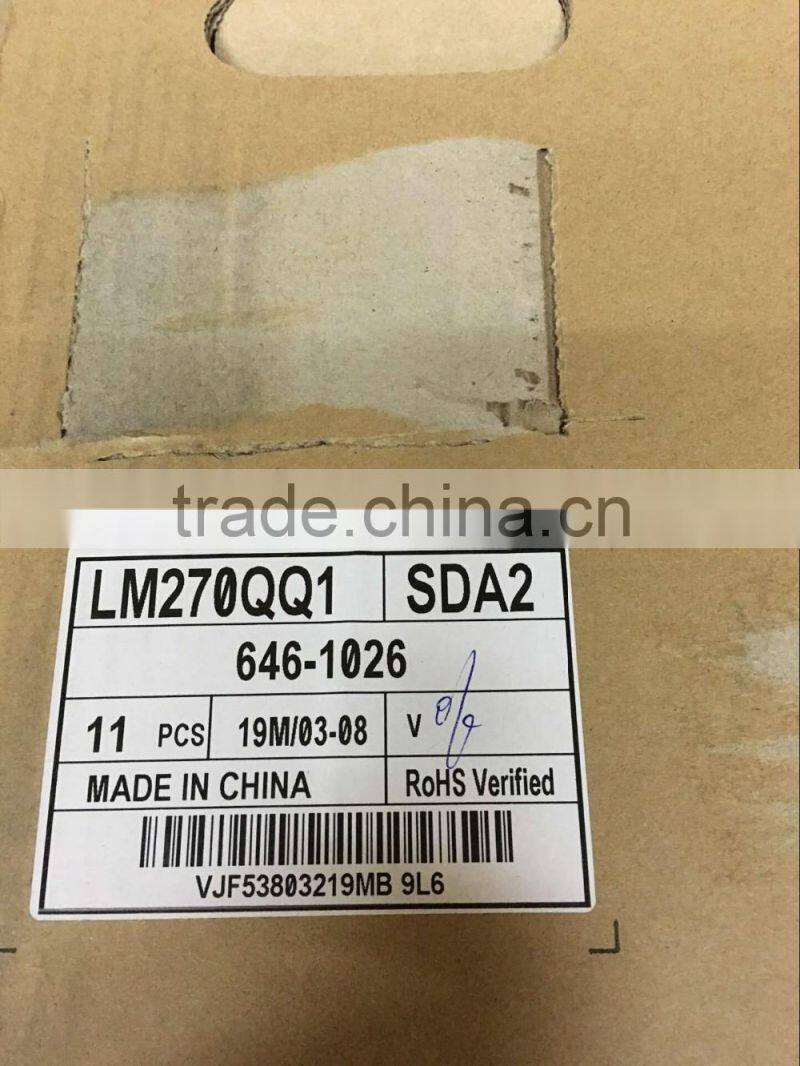 trade.china.cn
LM270QQ1 SDA2
646-1026
11 PCS 19M/03-08 V
MADE IN CHINA RoHS Verified
VJF53803219MB 9L6